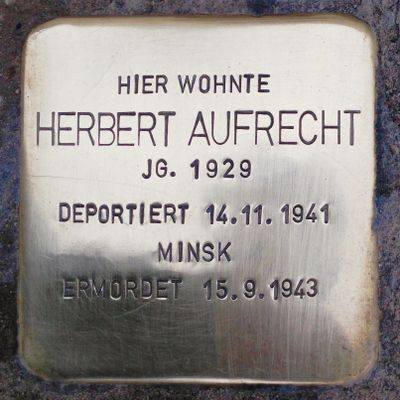 HIER WOHNTE
HERBERT AUFRECHT
JG. 1929
DEPORTIERT 14.11.1941
MINSK
ERMORDET 15.9.1943